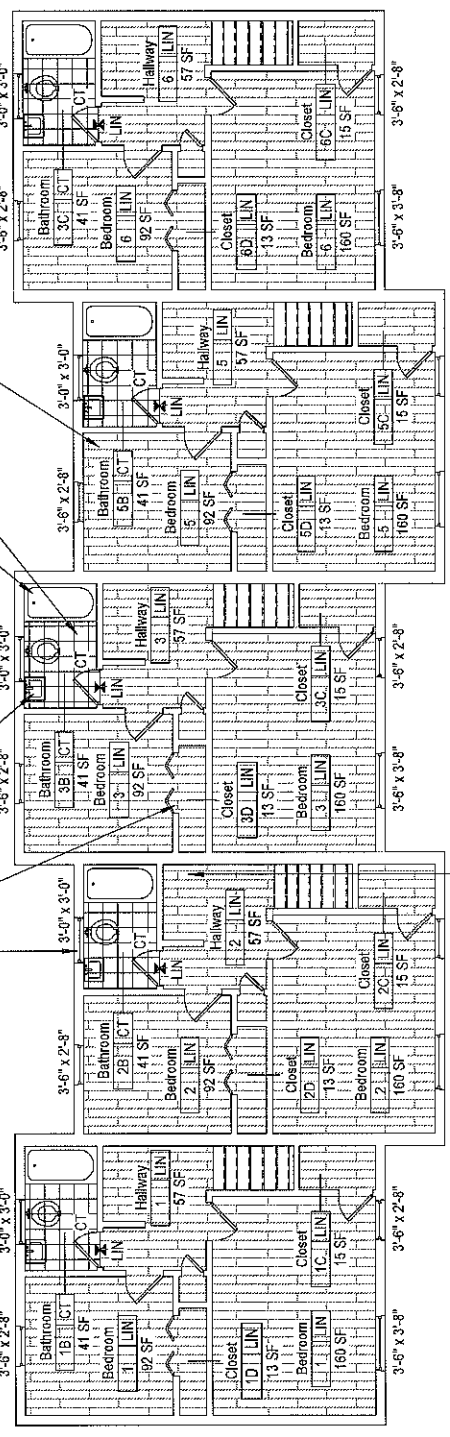 3'-6" x 2'-8"
3'-0" x 3'-0"
Bathroom
1B CT
41 SF
CT
LIN
Bedroom
1 LIN
92 SF
Hallway
1 LIN
57 SF
Closet
1D LIN
13 SF
Closet
1C LIN
15 SF
Bedroom
1 LIN
160 SF
3'-6" x 3'-8"
3'-6" x 2'-8"
3'-6" x 2'-8"
3'-0" x 3'-0"
Bathroom
2B CT
41 SF
CT
LIN
Bedroom
2 LIN
92 SF
Hallway
2 LIN
57 SF
Closet
2D LIN
13 SF
Closet
2C LIN
15 SF
Bedroom
2 LIN
160 SF
3'-6" x 2'-8"
3'-0" x 3'-0"
Bathroom
3B CT
41 SF
CT
LIN
Bedroom
3 LIN
92 SF
Hallway
3 LIN
57 SF
Closet
3D LIN
13 SF
Closet
3C LIN
15 SF
Bedroom
3 LIN
160 SF
3'-6" x 2'-8"
3'-6" x 2'-8"
3'-0" x 3'-0"
Bathroom
5B CT
41 SF
CT
LIN
Bedroom
5 LIN
92 SF
Hallway
5 LIN
57 SF
Closet
5D LIN
13 SF
Closet
5C LIN
15 SF
Bedroom
5 LIN
160 SF
3'-6" x 2'-8"
3'-0" x 3'-0"
Bathroom
3C CT
41 SF
CT
LIN
Bedroom
6 LIN
92 SF
Hallway
6 LIN
57 SF
Closet
6D LIN
13 SF
Closet
6C LIN
15 SF
Bedroom
6 LIN
160 SF
3'-6" x 3'-8"
3'-6" x 2'-8"